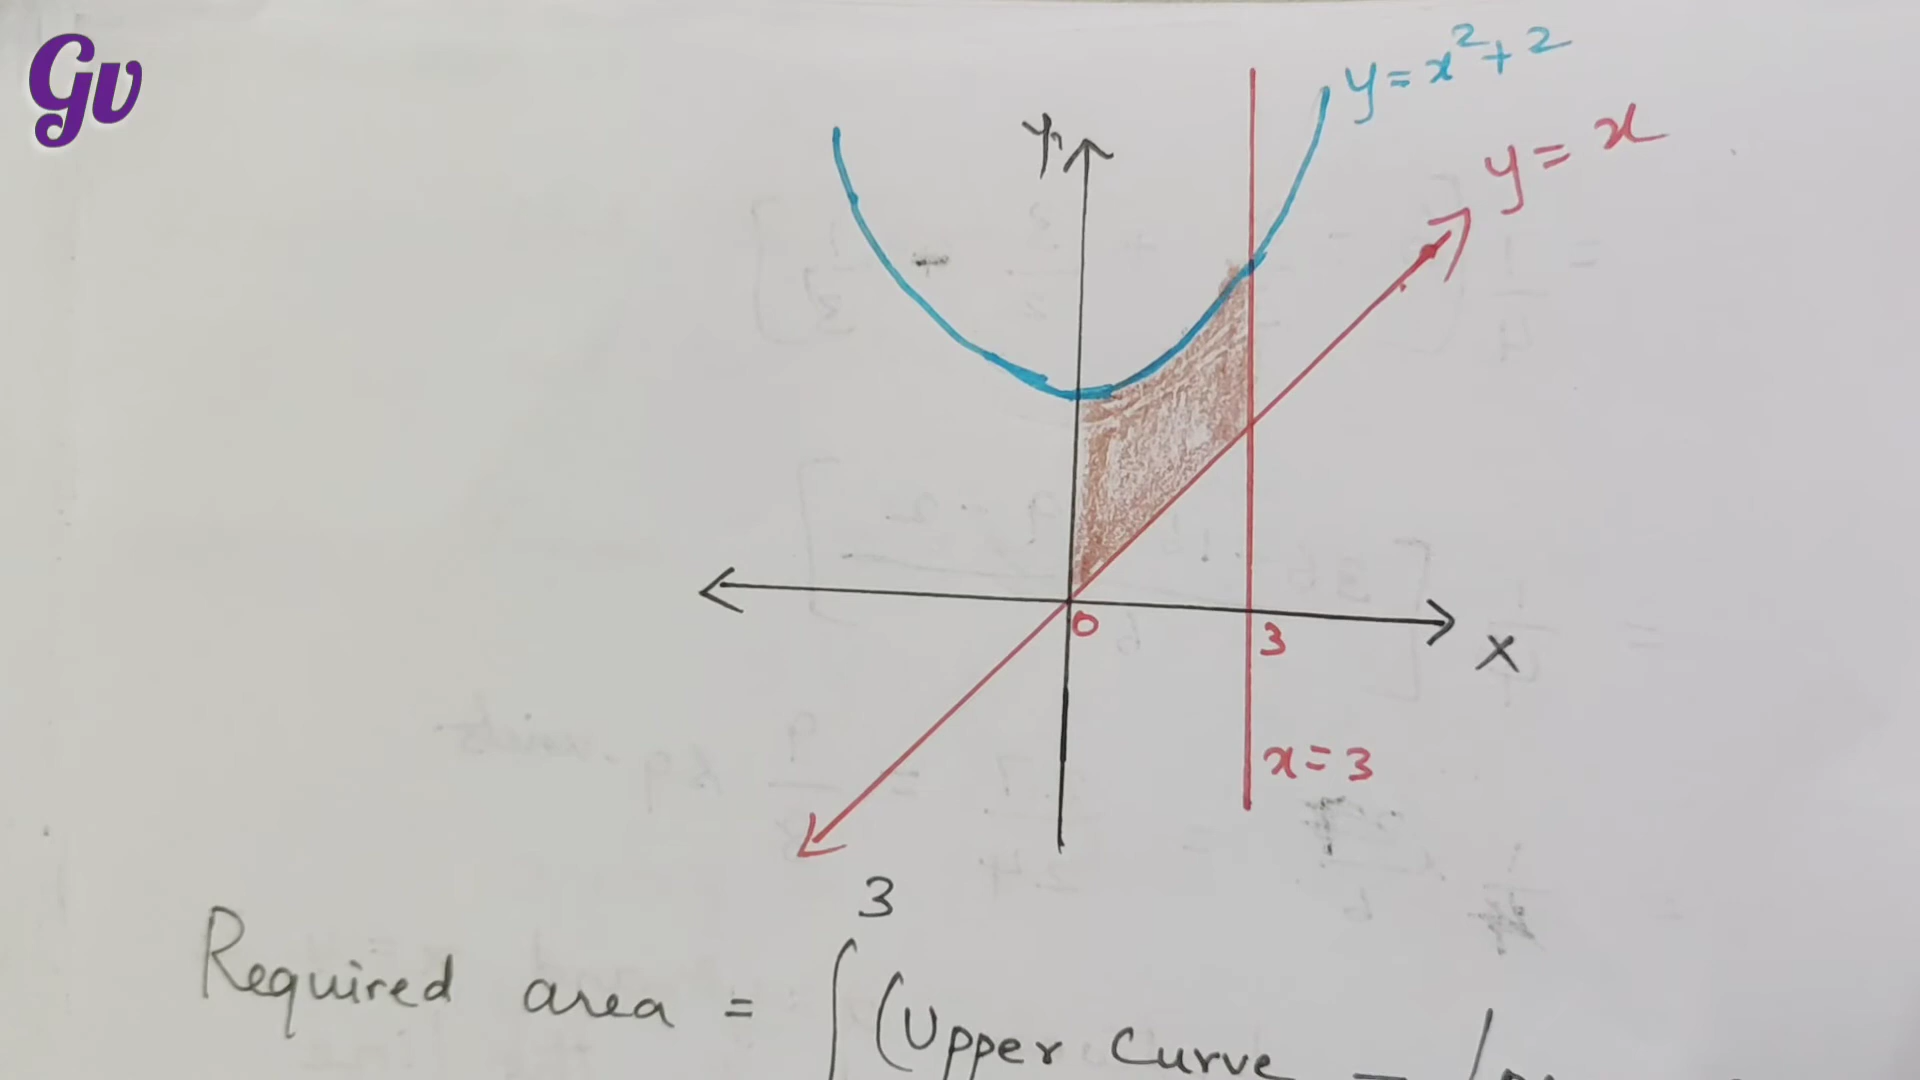 Gv
y = x²+2
y = x
Y
0
3
X
x = 3
3
Required area = ∫ (Upper Curve −